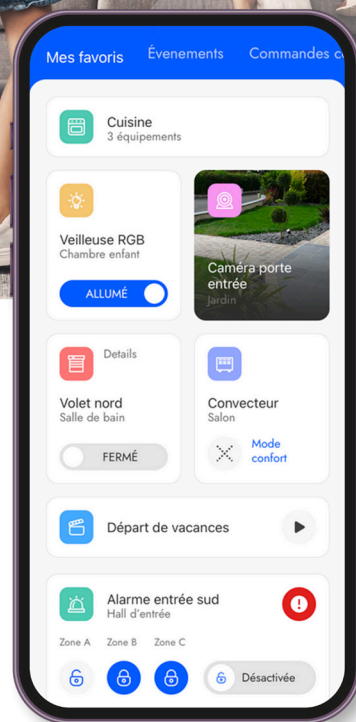 Mes favoris Évenements Commandes c
Cuisine
3 équipements
Veilleuse RGB
Chambre enfant
ALLUMÉ
Caméra porte
entrée
Jardin
Details
Volet nord
Salle de bain
FERMÉ
Convecteur
Salon
Mode
confort
Départ de vacances
Alarme entrée sud
Hall d'entrée
Zone A Zone B Zone C
Désactivée